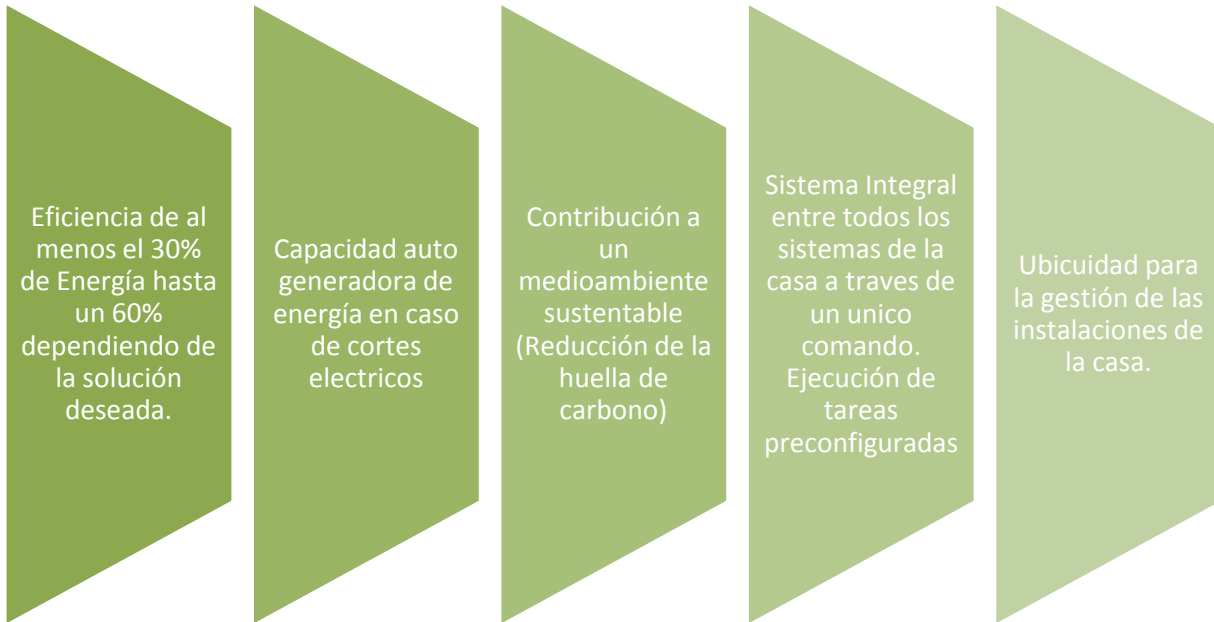 Eficiencia de al
menos el 30%
de Energía hasta
un 60%
dependiendo de
la solución
deseada.
Capacidad auto
generadora de
energía en caso
de cortes
electricos
Contribución a
un
medioambiente
sustentable
(Reducción de la
huella de
carbono)
Sistema Integral
entre todos los
sistemas de la
casa a traves de
un unico
comando.
Ejecución de
tareas
preconfiguradas
Ubicuidad para
la gestión de las
instalaciones de
la casa.